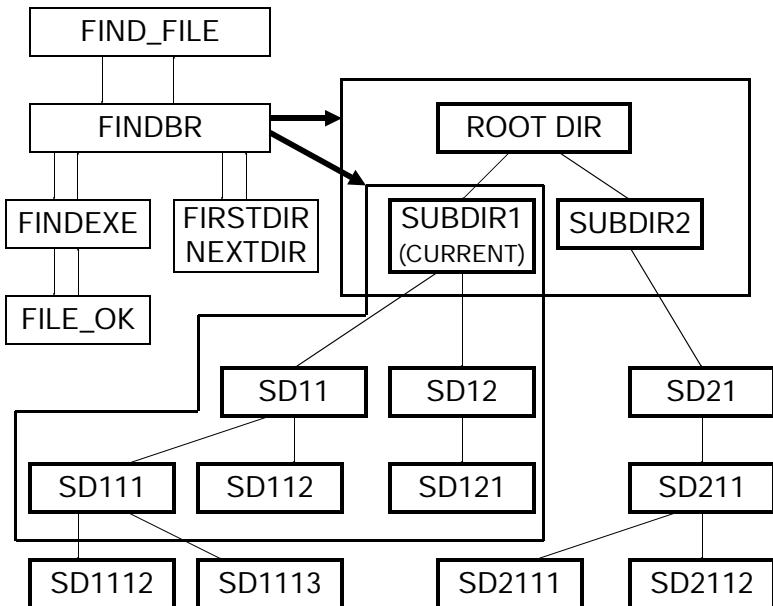 FIND_FILE
FINDBR
ROOT DIR
FINDEXE
FIRSTDIR
NEXTDIR
SUBDIR1
(CURRENT)
SUBDIR2
FILE_OK
SD11
SD12
SD21
SD111
SD112
SD121
SD211
SD1112
SD1113
SD2111
SD2112